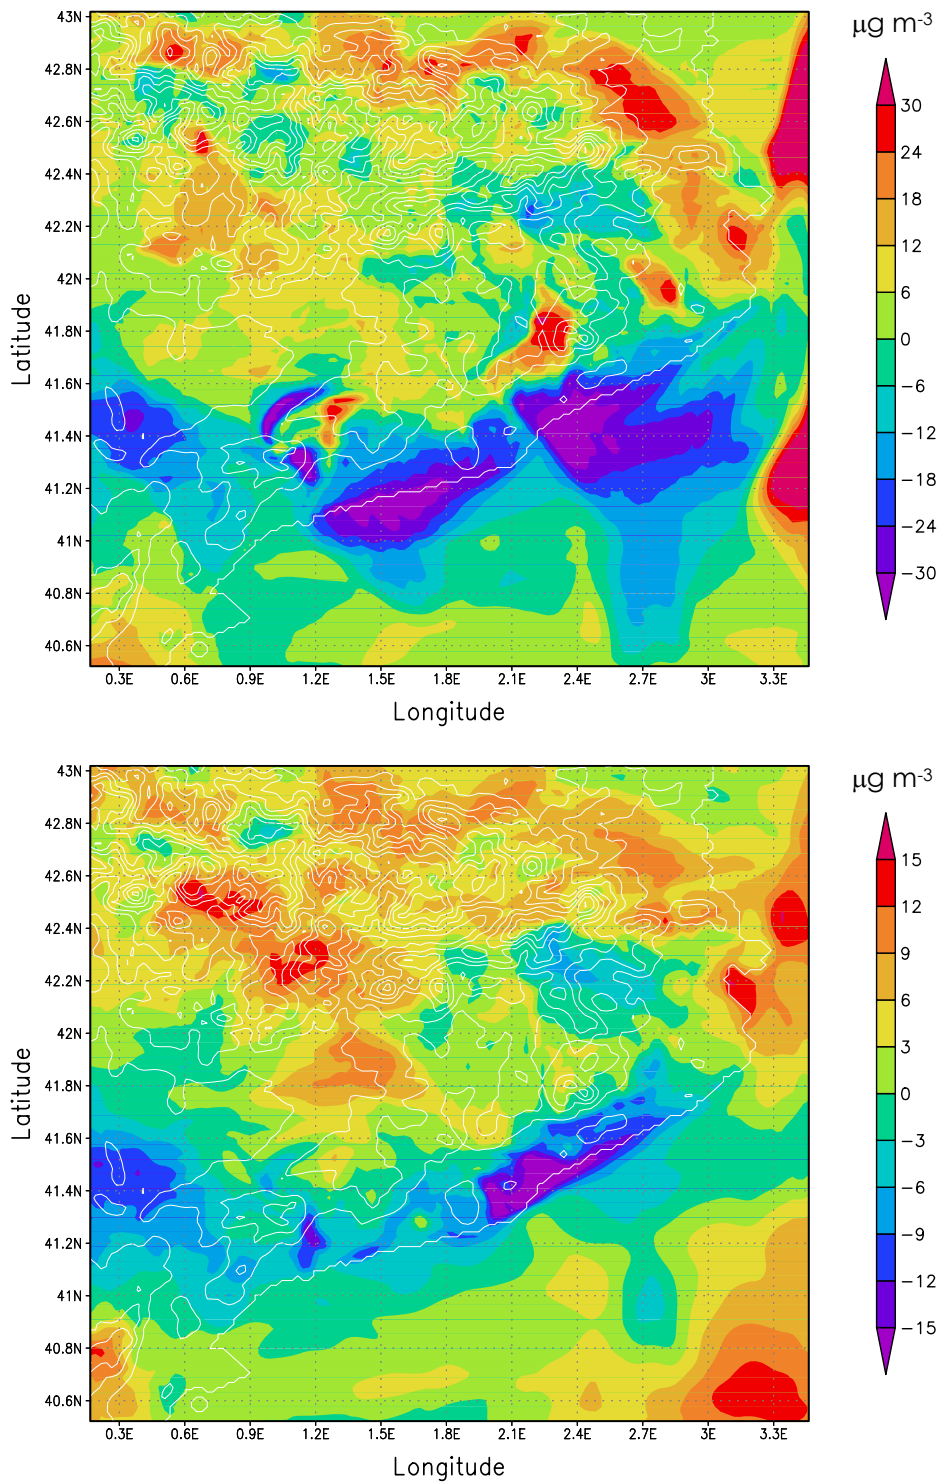 μg m-3
43N
42.8N
42.6N
42.4N
42.2N
42N
41.8N
41.6N
41.4N
41.2N
41N
40.8N
40.6N
Latitude
0.3E 0.6E 0.9E 1.2E 1.5E 1.8E 2.1E 2.4E 2.7E 3E 3.3E
Longitude
30
24
18
12
6
0
−6
−12
−18
−24
−30
μg m-3
43N
42.8N
42.6N
42.4N
42.2N
42N
41.8N
41.6N
41.4N
41.2N
41N
40.8N
40.6N
Latitude
0.3E 0.6E 0.9E 1.2E 1.5E 1.8E 2.1E 2.4E 2.7E 3E 3.3E
Longitude
15
12
9
6
3
0
−3
−6
−9
−12
−15